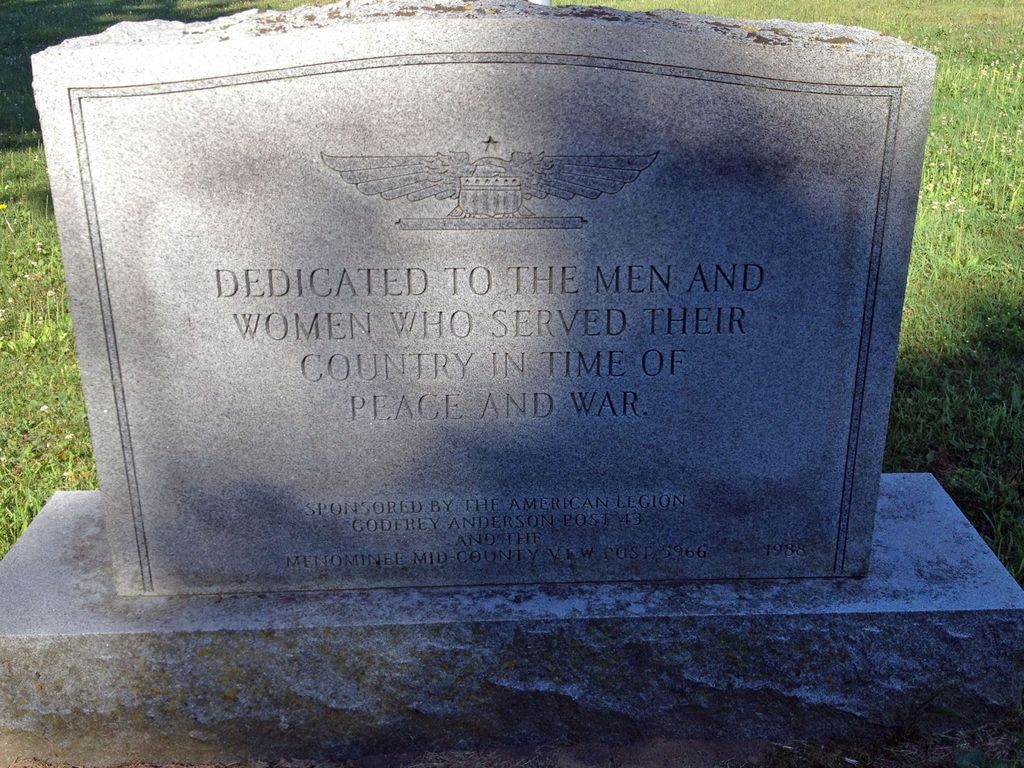 DEDICATED TO THE MEN AND
WOMEN WHO SERVED THEIR
COUNTRY IN TIME OF
PEACE AND WAR.
SPONSORED BY THE AMERICAN LEGION
GODFREY ANDERSON POST 43
AND THE
MENOMINEE MID-COUNTY V.F.W. POST 5966 1988